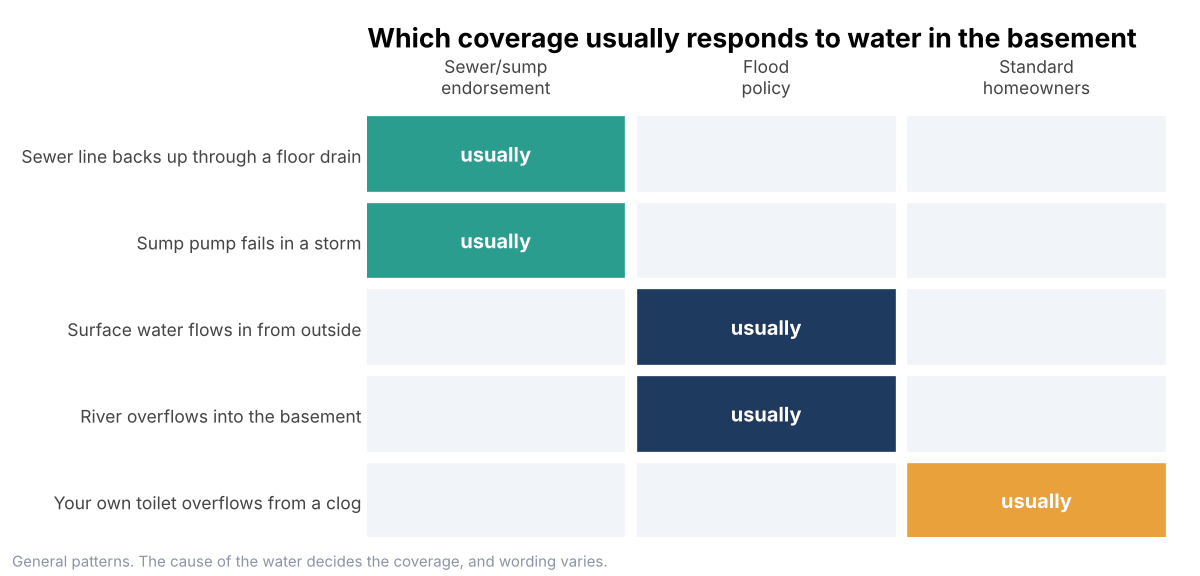 Which coverage usually responds to water in the basement
Sewer/sump
endorsement
Flood
policy
Standard
homeowners
Sewer line backs up through a floor drain
usually
Sump pump fails in a storm
usually
Surface water flows in from outside
usually
River overflows into the basement
usually
Your own toilet overflows from a clog
usually
General patterns. The cause of the water decides the coverage, and wording varies.